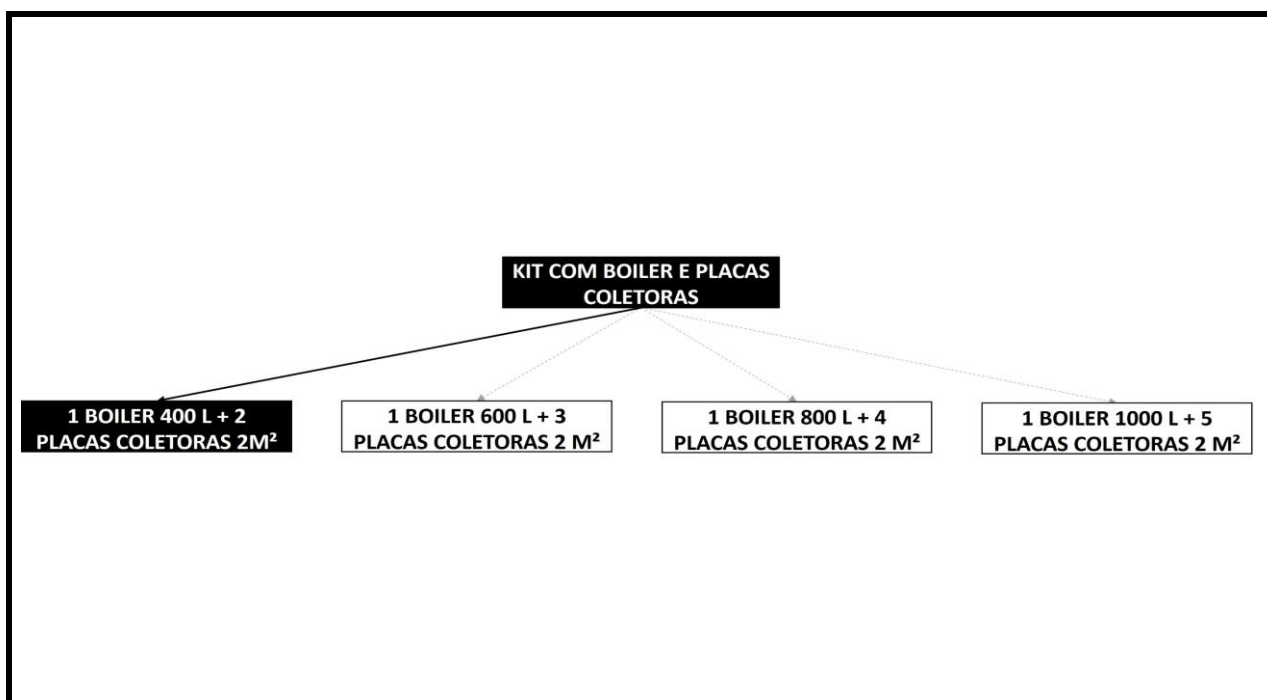 KIT COM BOILER E PLACAS
COLETORAS
1 BOILER 400 L + 2
PLACAS COLETORAS 2M²
1 BOILER 600 L + 3
PLACAS COLETORAS 2 M²
1 BOILER 800 L + 4
PLACAS COLETORAS 2 M²
1 BOILER 1000 L + 5
PLACAS COLETORAS 2 M²